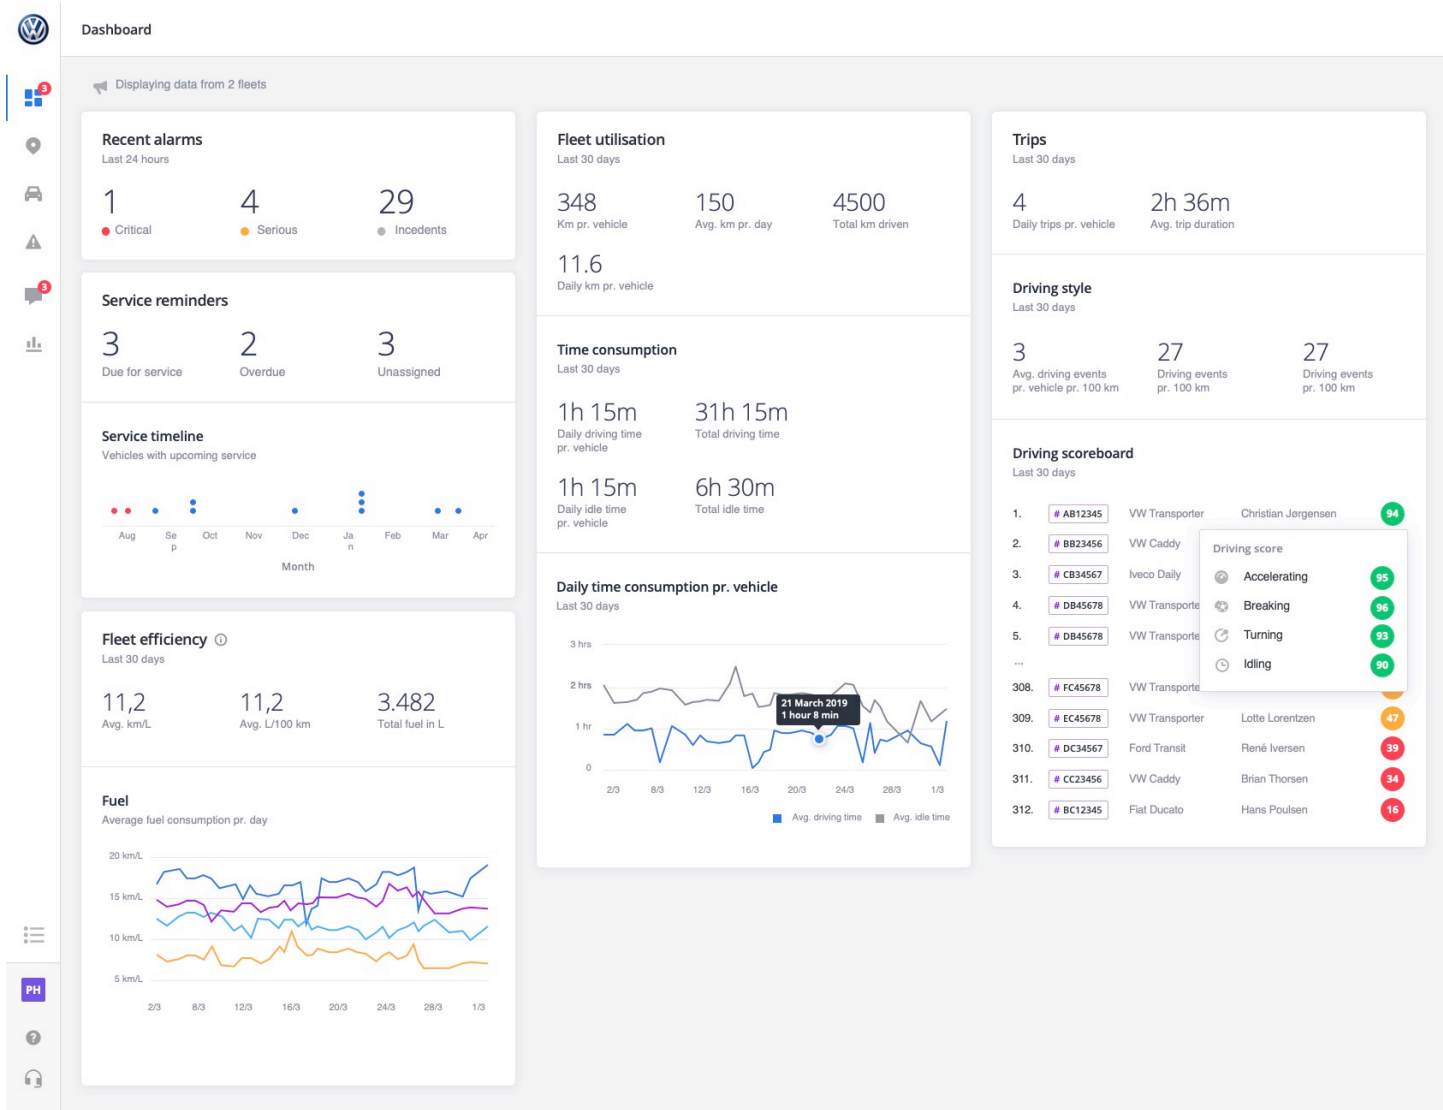 Dashboard
3
Displaying data from 2 fleets
Recent alarms
Last 24 hours
1
Critical
4
Serious
29
Incedents
Service reminders
3
Due for service
2
Overdue
3
Unassigned
Service timeline
Vehicles with upcoming service
Aug Se
p Oct Nov Dec Ja
n Feb Mar Apr
Month
Fleet efficiency
Last 30 days
11,2
Avg. km/L
11,2
Avg. L/100 km
3.482
Total fuel in L
Fuel
Average fuel consumption pr. day
20 km/L
15 km/L
10 km/L
5 km/L
2/3 8/3 12/3 16/3 20/3 24/3 28/3 1/3
Fleet utilisation
Last 30 days
348
Km pr. vehicle
150
Avg. km pr. day
4500
Total km driven
11.6
Daily km pr. vehicle
Time consumption
Last 30 days
1h 15m
Daily driving time
pr. vehicle
31h 15m
Total driving time
1h 15m
Daily idle time
pr. vehicle
6h 30m
Total idle time
Daily time consumption pr. vehicle
Last 30 days
3 hrs
2 hrs
1 hr
0
21 March 2019
1 hour 8 min
2/3 8/3 12/3 16/3 20/3 24/3 28/3 1/3
Avg. driving time Avg. idle time
Trips
Last 30 days
4
Daily trips pr. vehicle
2h 36m
Avg. trip duration
Driving style
Last 30 days
3
Avg. driving events
pr. vehicle pr. 100 km
27
Driving events
pr. 100 km
27
Driving events
pr. 100 km
Driving scoreboard
Last 30 days
1. # AB12345 VW Transporter Christian Jørgensen 94
2. # BB23456 VW Caddy
3. # CB34567 Iveco Daily
4. # DB45678 VW Transporte
5. # DB45678 VW Transporte
...
308. # FC45678 VW Transporte
309. # EC45678 VW Transporter Lotte Lorentzen 47
310. # DC34567 Ford Transit René Iversen 39
311. # CC23456 VW Caddy Brian Thorsen 34
312. # BC12345 Fiat Ducato Hans Poulsen 16
Driving score
Accelerating 95
Breaking 96
Turning 93
Idling 90
3
PH
?